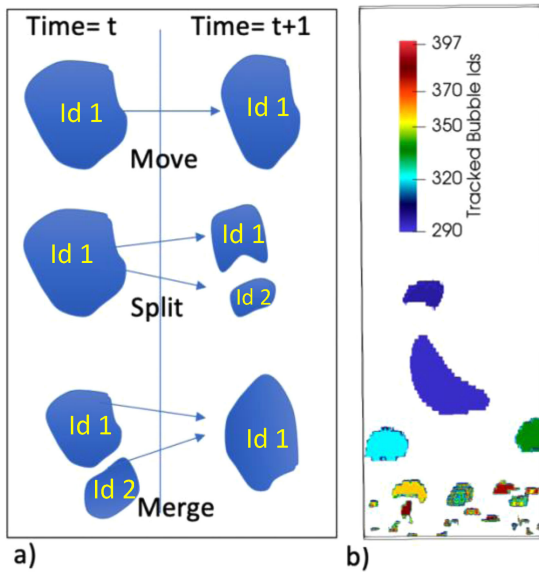 Time= t
Time= t+1
Id 1
Id 1
Move
Id 1
Id 1
Id 2
Split
Id 1
Id 2
Id 1
Merge
a)
397
370
350
320
290
Tracked Bubble Ids
b)